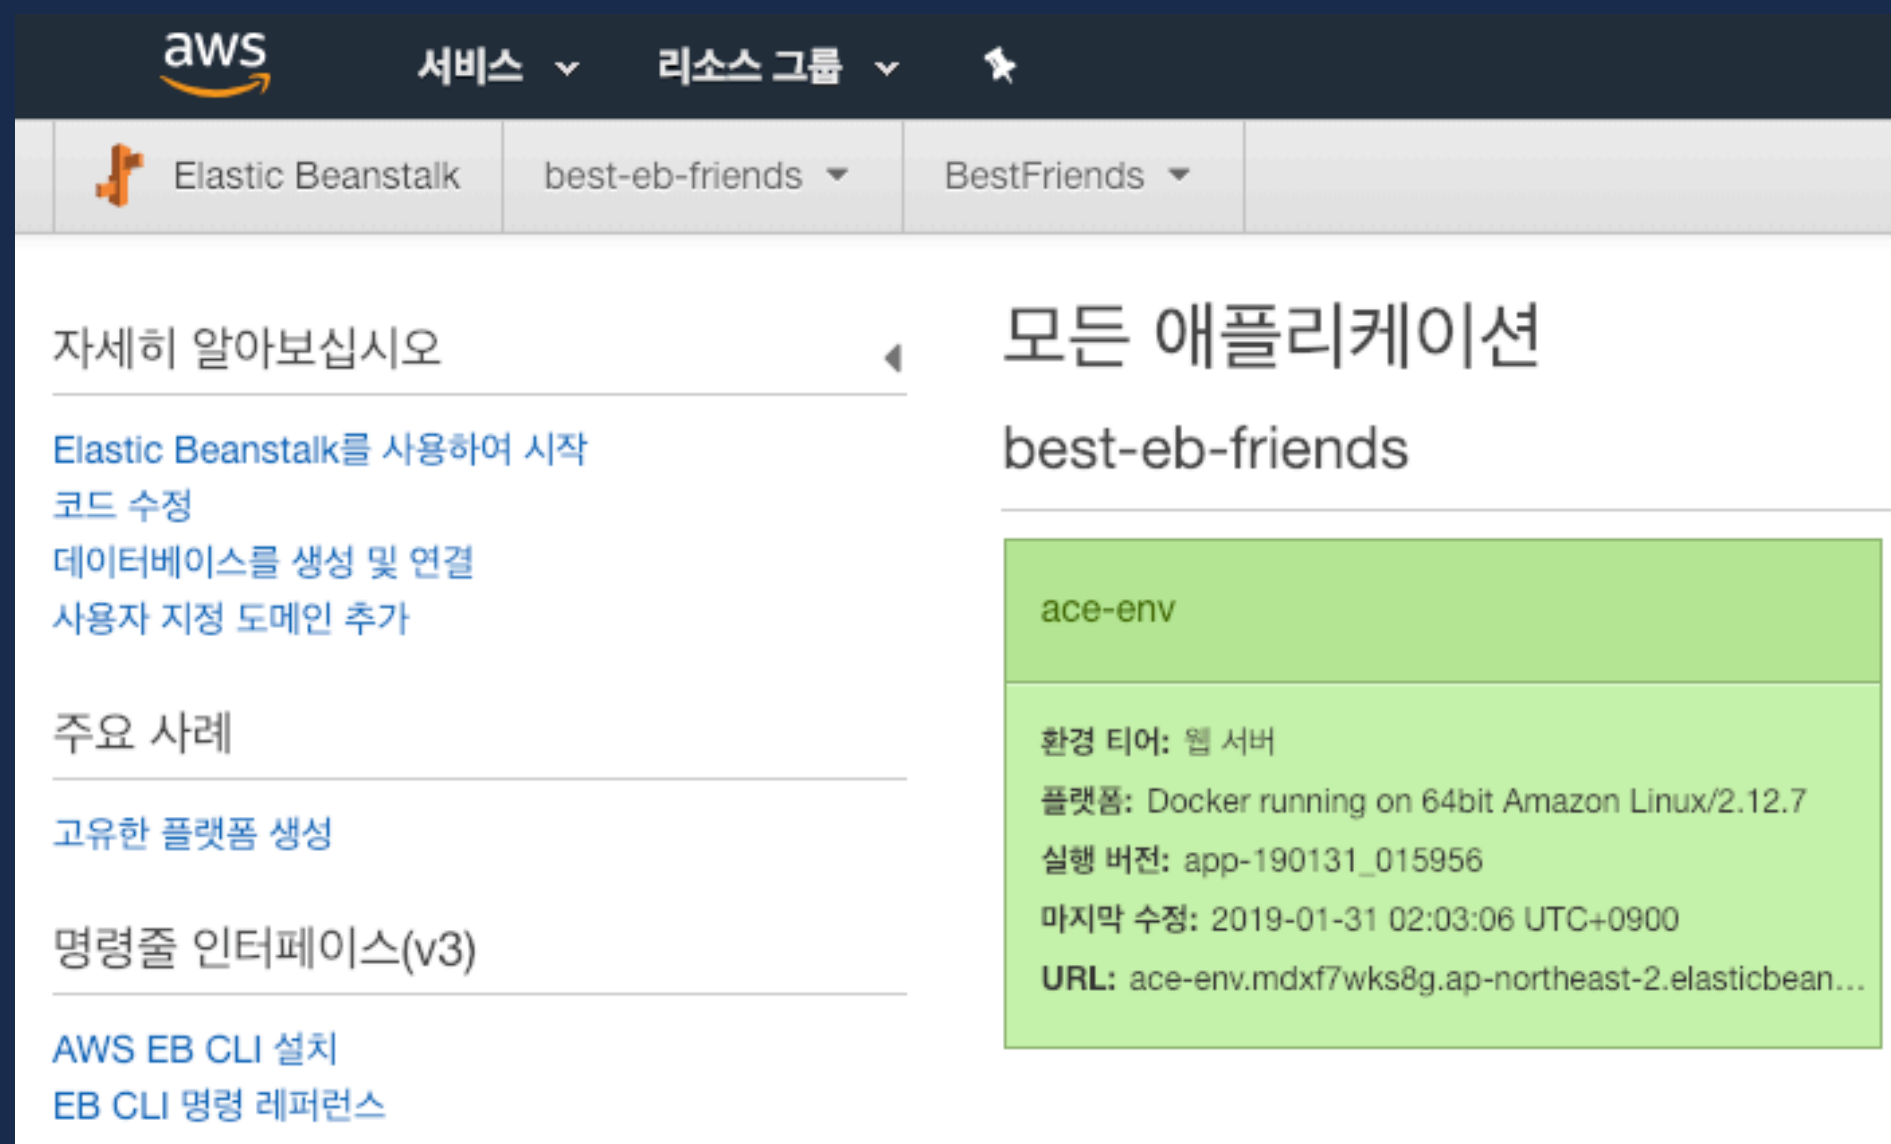 aws 서비스 리소스 그룹
Elastic Beanstalk best-eb-friends BestFriends
자세히 알아보십시오
Elastic Beanstalk를 사용하여 시작
코드 수정
데이터베이스를 생성 및 연결
사용자 지정 도메인 추가
주요 사례
고유한 플랫폼 생성
명령줄 인터페이스(v3)
AWS EB CLI 설치
EB CLI 명령 레퍼런스
모든 애플리케이션
best-eb-friends
ace-env
환경 티어: 웹 서버
플랫폼: Docker running on 64bit Amazon Linux/2.12.7
실행 버전: app-190131_015956
마지막 수정: 2019-01-31 02:03:06 UTC+0900
URL: ace-env.mdxf7wks8g.ap-northeast-2.elasticbean...